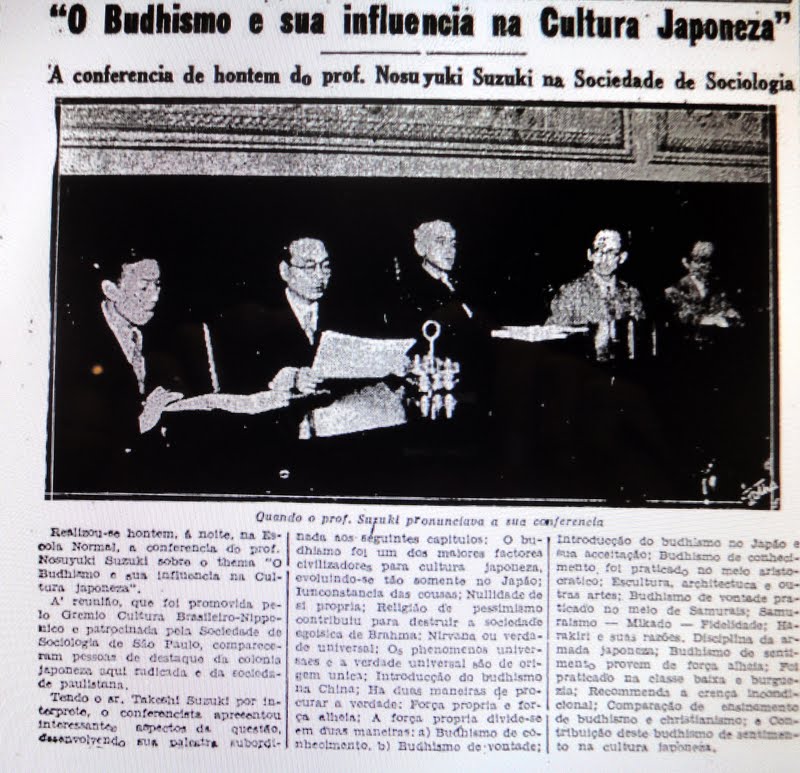 "O Budhismo e sua influencia na Cultura Japoneza"
A conferencia de hontem do prof. Nosuyuki Suzuki na Sociedade de Sociologia
Quando o prof. Suzuki pronunciava a sua conferencia
Realizou-se hontem, á noite, na Es-
cola Normal, a conferencia do prof.
Nosuyuki Suzuki sobre o thema "O
Budhismo e sua influencia na Cul-
tura japoneza".
A' reunião, que foi promovida pe-
lo Gremio Cultura Brasileiro-Nippo-
nico e patrocinada pela Sociedade de
Sociologia de São Paulo, comparece-
ram pessoas de destaque da colonia
japoneza aqui radicada e da socieda-
de paulistana.
Tendo o sr. Takeshi Suzuki por in-
terprete, o conferencista apresentou
interessantes aspectos da questão,
desenvolvendo sua palestra subordi-
nada aos seguintes capitulos: O bu-
dhismo foi um dos maiores factores
civilizadores para cultura japoneza,
evoluindo-se tão somente no Japão;
Iunconstancia das cousas; Nullidade de
si propria; Religião de pessimismo
contribuiu para destruir a sociedade
egoisica de Brahma; Nirvana ou verda-
de universal; Os phenomenos univer-
saes e a verdade universal são de ori-
gem unica; Introducção do budhismo
na China; Ha duas maneiras de pro-
curar a verdade: Força propria e for-
ça alheia; A força propria divide-se
em duas maneiras: a) Budhismo de co-
nhecimento, b) Budhismo de vontade;
Introducção do budhismo no Japão e
sua acceitação; Budhismo de conheci-
mento foi praticado no meio aristo-
cratico; Esculptura, architectura e ou-
tras artes; Budhismo de vontade pra-
ticado no meio de Samurais; Samu-
raismo — Mikado — Fidelidade; Ha-
rakiri e suas razões. Disciplina da ar-
mada japoneza; Budhismo de senti-
mento provem de força alheia; Foi
praticado na classe baixa e burgue-
zia; Recommenda a crença incondi-
cional; Comparação de ensinamento
de budhismo e christianismo; e Con-
tribuição deste budhismo de sentimen-
to na cultura japoneza.